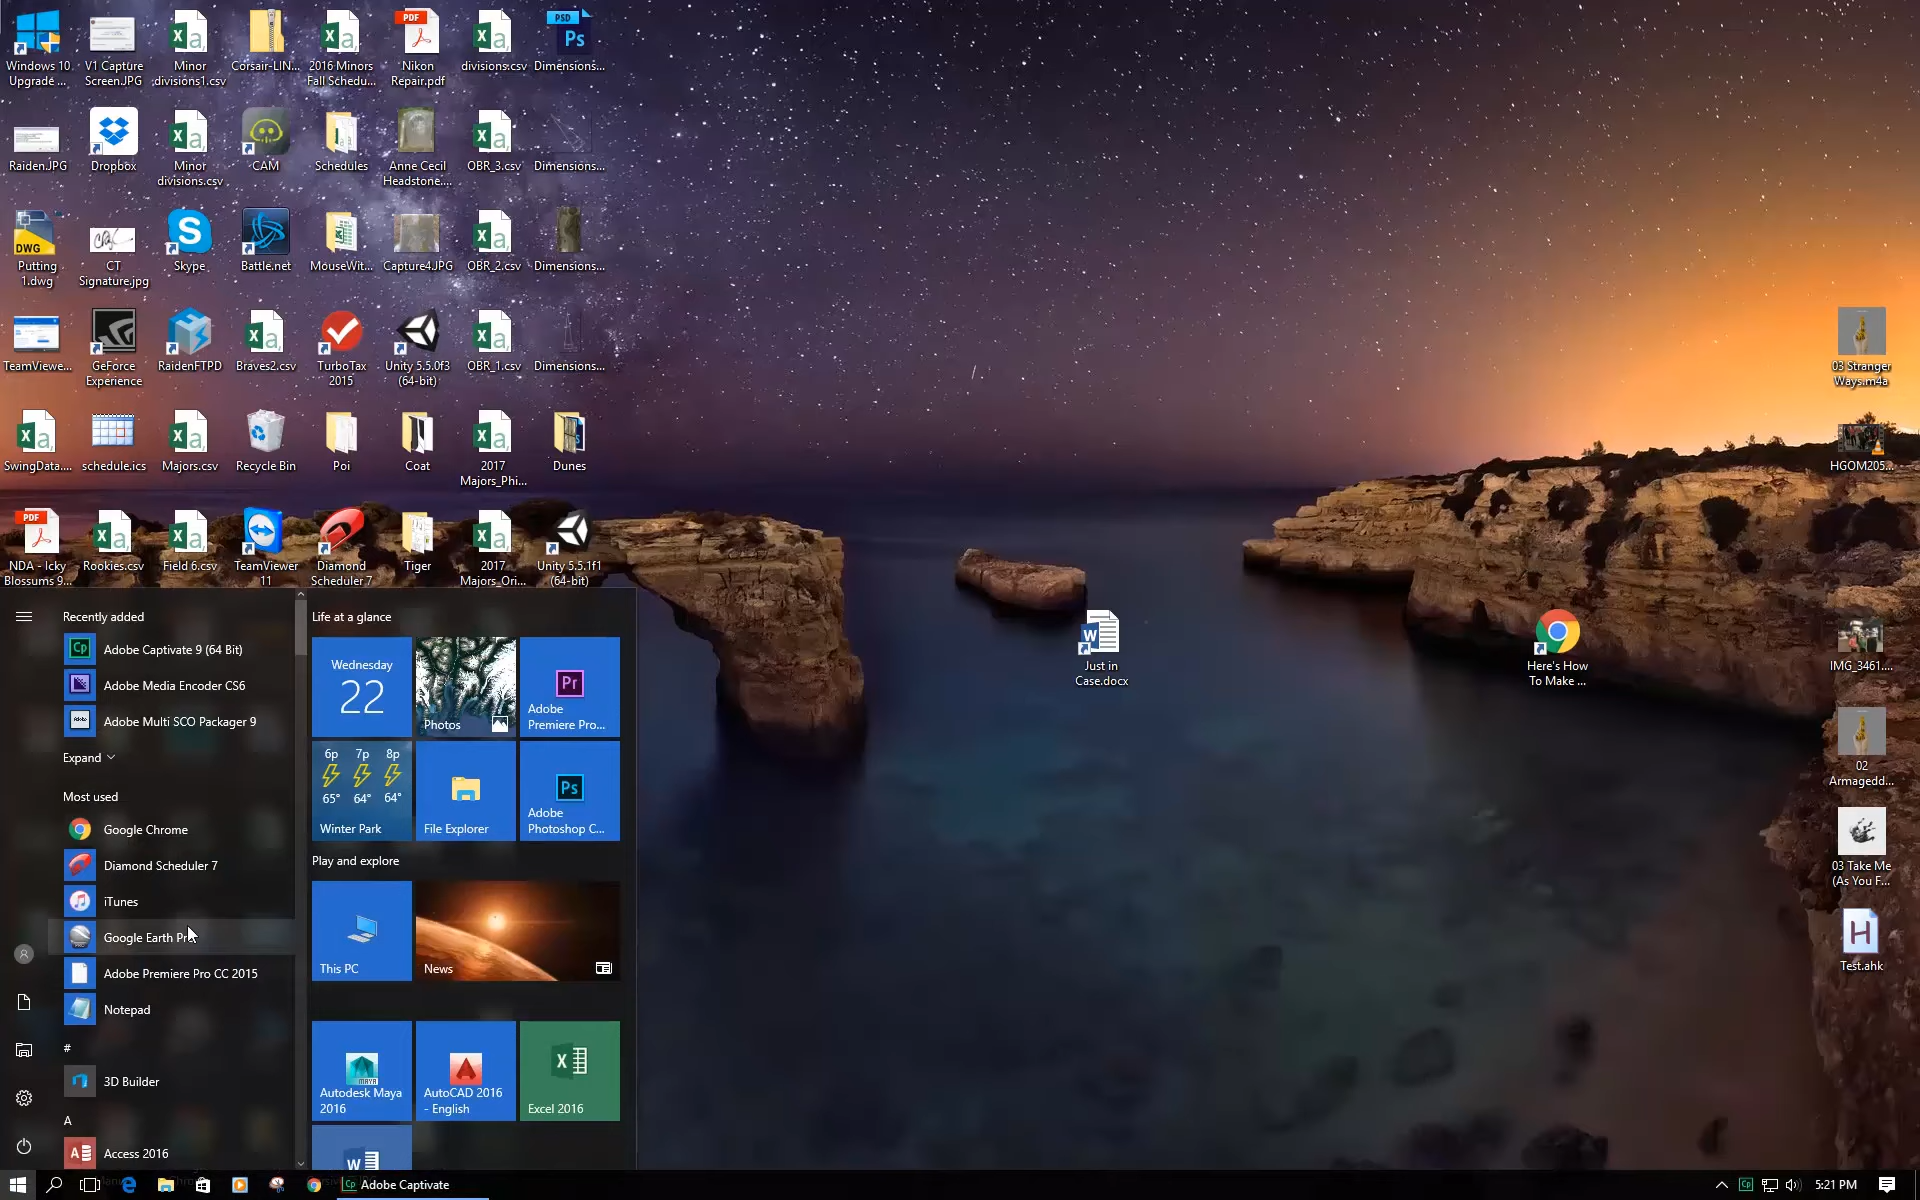 Windows 10 Upgrade ...
V1 Capture Screen.JPG
Minor divisions1.csv
Corsair-LIN...
2016 Minors Fall Schedu...
Nikon Repair.pdf
divisions.csv
Dimensions...
Raiden.JPG
Dropbox
Minor divisions.csv
CAM
Schedules
Anne Cecil Headstone....
OBR_3.csv
Dimensions...
Putting 1.dwg
CT Signature.jpg
Skype
Battle.net
MouseWit...
Capture4.JPG
OBR_2.csv
Dimensions...
TeamViewe...
GeForce Experience
RaidenFTPD
Braves2.csv
TurboTax 2015
Unity 5.5.0f3 (64-bit)
OBR_1.csv
Dimensions...
SwingData....
schedule.ics
Majors.csv
Recycle Bin
Poi
Coat
2017 Majors_Phi...
Dunes
NDA - Icky Blossums 9...
Rookies.csv
Field 6.csv
TeamViewer 11
Diamond Scheduler 7
Tiger
2017 Majors_Ori...
Unity 5.5.1f1 (64-bit)
03 Stranger Ways.m4a
HGOM205...
Just in Case.docx
Here's How To Make ...
IMG_3461....
02 Armagedd...
03 Take Me (As You F...
Test.ahk
Recently added
Adobe Captivate 9 (64 Bit)
Adobe Media Encoder CS6
Adobe Multi SCO Packager 9
Expand
Most used
Google Chrome
Diamond Scheduler 7
iTunes
Google Earth Pro
Adobe Premiere Pro CC 2015
Notepad
#
3D Builder
A
Access 2016
Life at a glance
Wednesday
22
Photos
Adobe Premiere Pro...
6p 7p 8p
65° 64° 64°
Winter Park
File Explorer
Adobe Photoshop C...
Play and explore
This PC
News
Autodesk Maya 2016
AutoCAD 2016 - English
Excel 2016
Adobe Captivate
5:21 PM